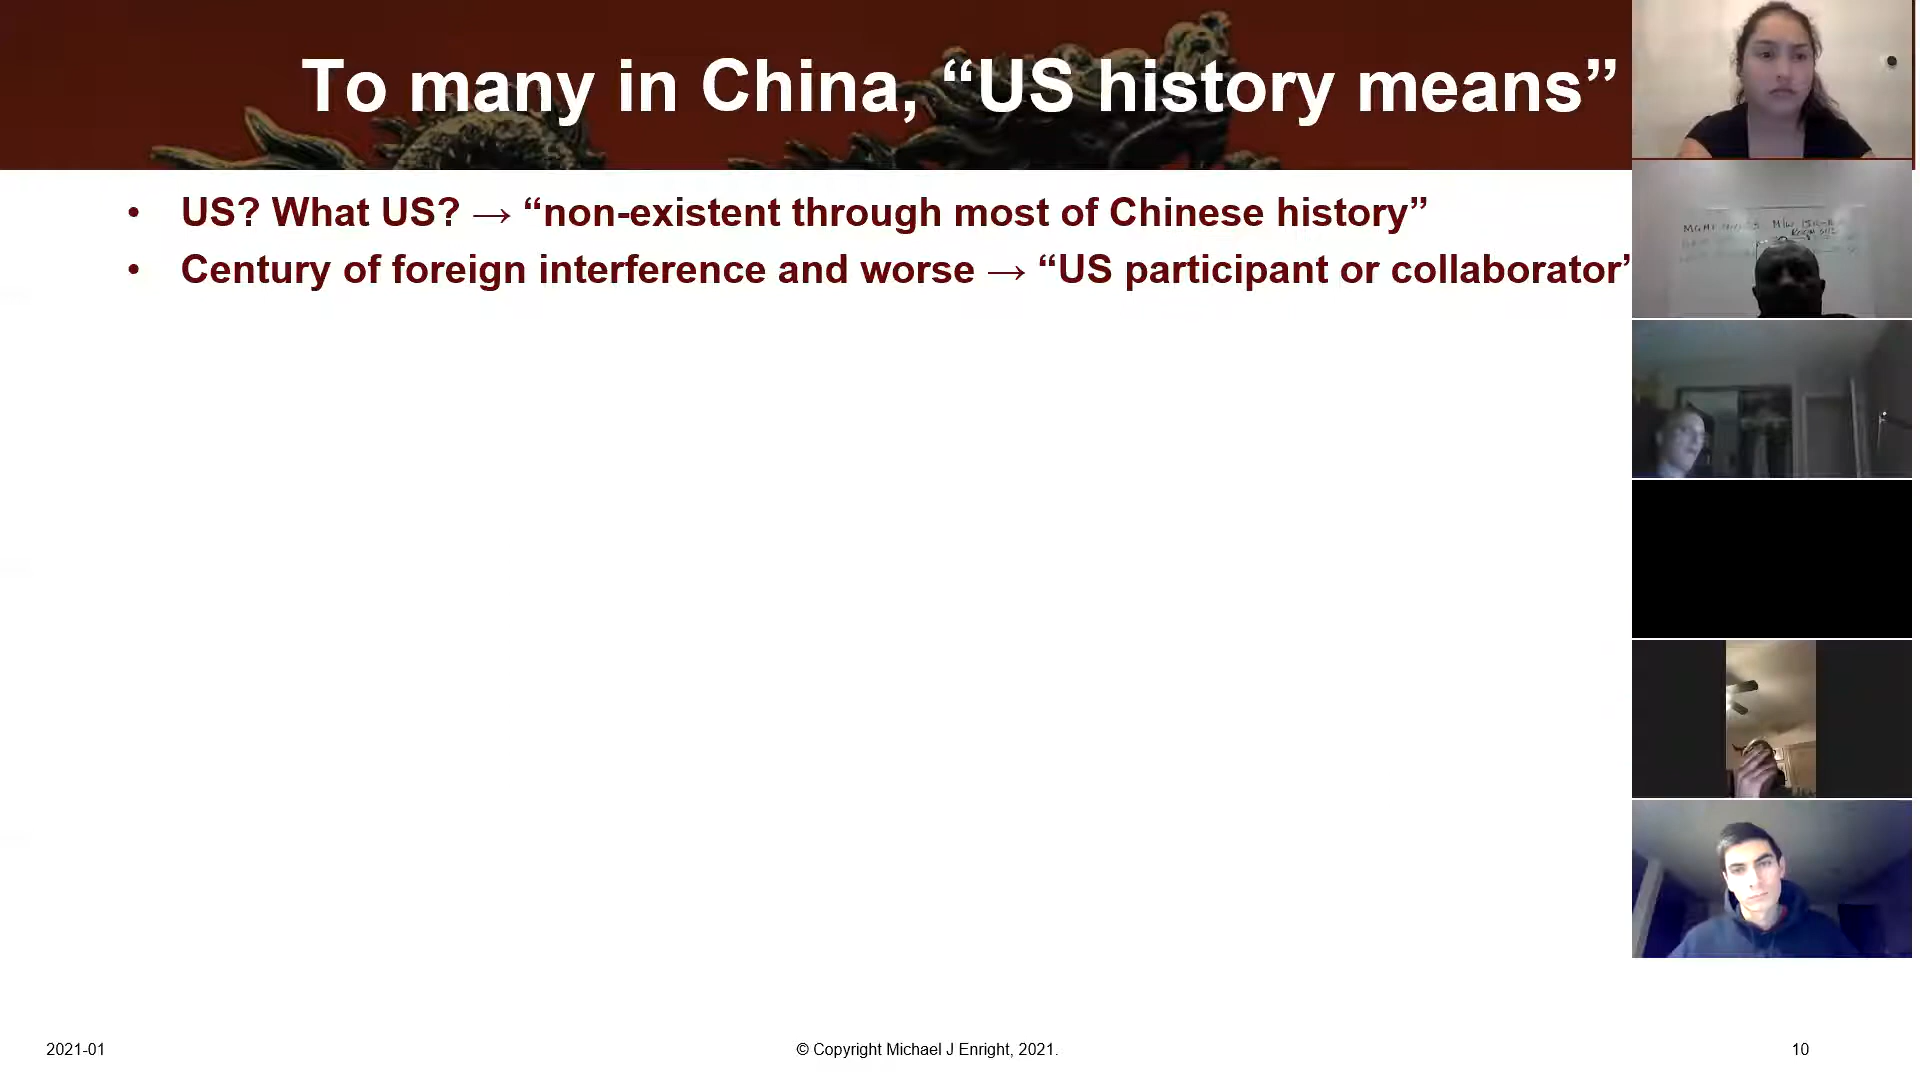 To many in China, “US history means”
• US? What US? → “non-existent through most of Chinese history”
• Century of foreign interference and worse → “US participant or collaborator”
2021-01
© Copyright Michael J Enright, 2021.
10